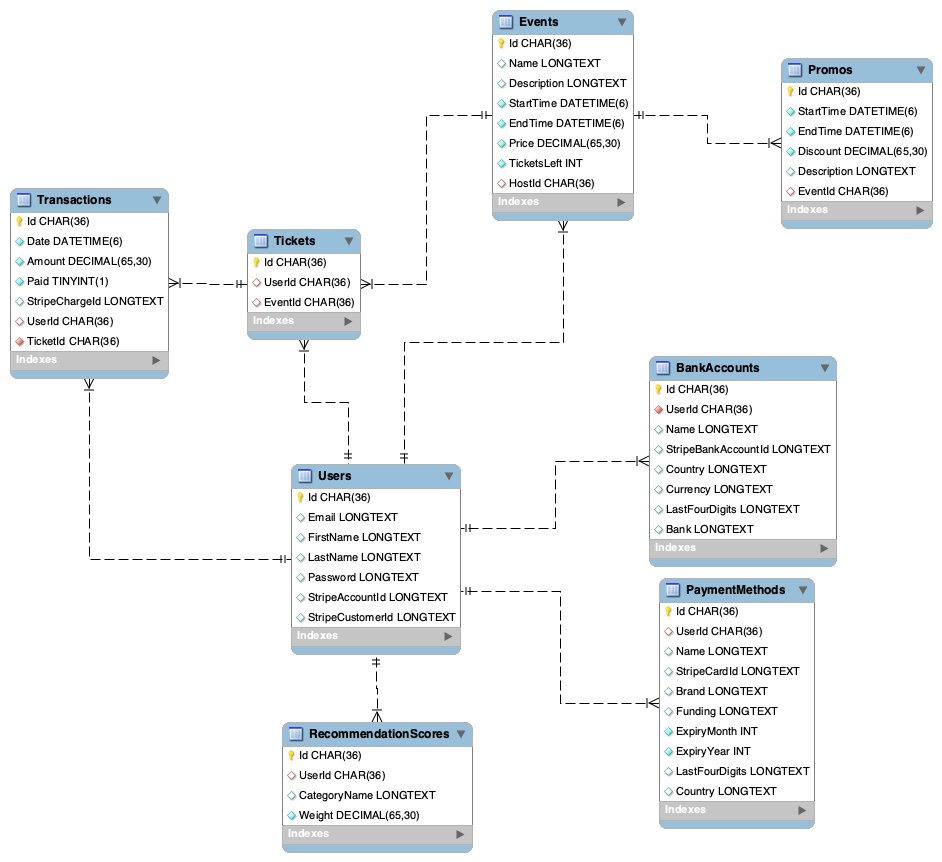 Events
Id CHAR(36)
Name LONGTEXT
Description LONGTEXT
StartTime DATETIME(6)
EndTime DATETIME(6)
Price DECIMAL(65,30)
TicketsLeft INT
HostId CHAR(36)
Indexes
Promos
Id CHAR(36)
StartTime DATETIME(6)
EndTime DATETIME(6)
Discount DECIMAL(65,30)
Description LONGTEXT
EventId CHAR(36)
Indexes
Transactions
Id CHAR(36)
Date DATETIME(6)
Amount DECIMAL(65,30)
Paid TINYINT(1)
StripeChargeId LONGTEXT
UserId CHAR(36)
TicketId CHAR(36)
Indexes
Tickets
Id CHAR(36)
UserId CHAR(36)
EventId CHAR(36)
Indexes
BankAccounts
Id CHAR(36)
UserId CHAR(36)
Name LONGTEXT
StripeBankAccountId LONGTEXT
Country LONGTEXT
Currency LONGTEXT
LastFourDigits LONGTEXT
Bank LONGTEXT
Indexes
Users
Id CHAR(36)
Email LONGTEXT
FirstName LONGTEXT
LastName LONGTEXT
Password LONGTEXT
StripeAccountId LONGTEXT
StripeCustomerId LONGTEXT
Indexes
PaymentMethods
Id CHAR(36)
UserId CHAR(36)
Name LONGTEXT
StripeCardId LONGTEXT
Brand LONGTEXT
Funding LONGTEXT
ExpiryMonth INT
ExpiryYear INT
LastFourDigits LONGTEXT
Country LONGTEXT
Indexes
RecommendationScores
Id CHAR(36)
UserId CHAR(36)
CategoryName LONGTEXT
Weight DECIMAL(65,30)
Indexes